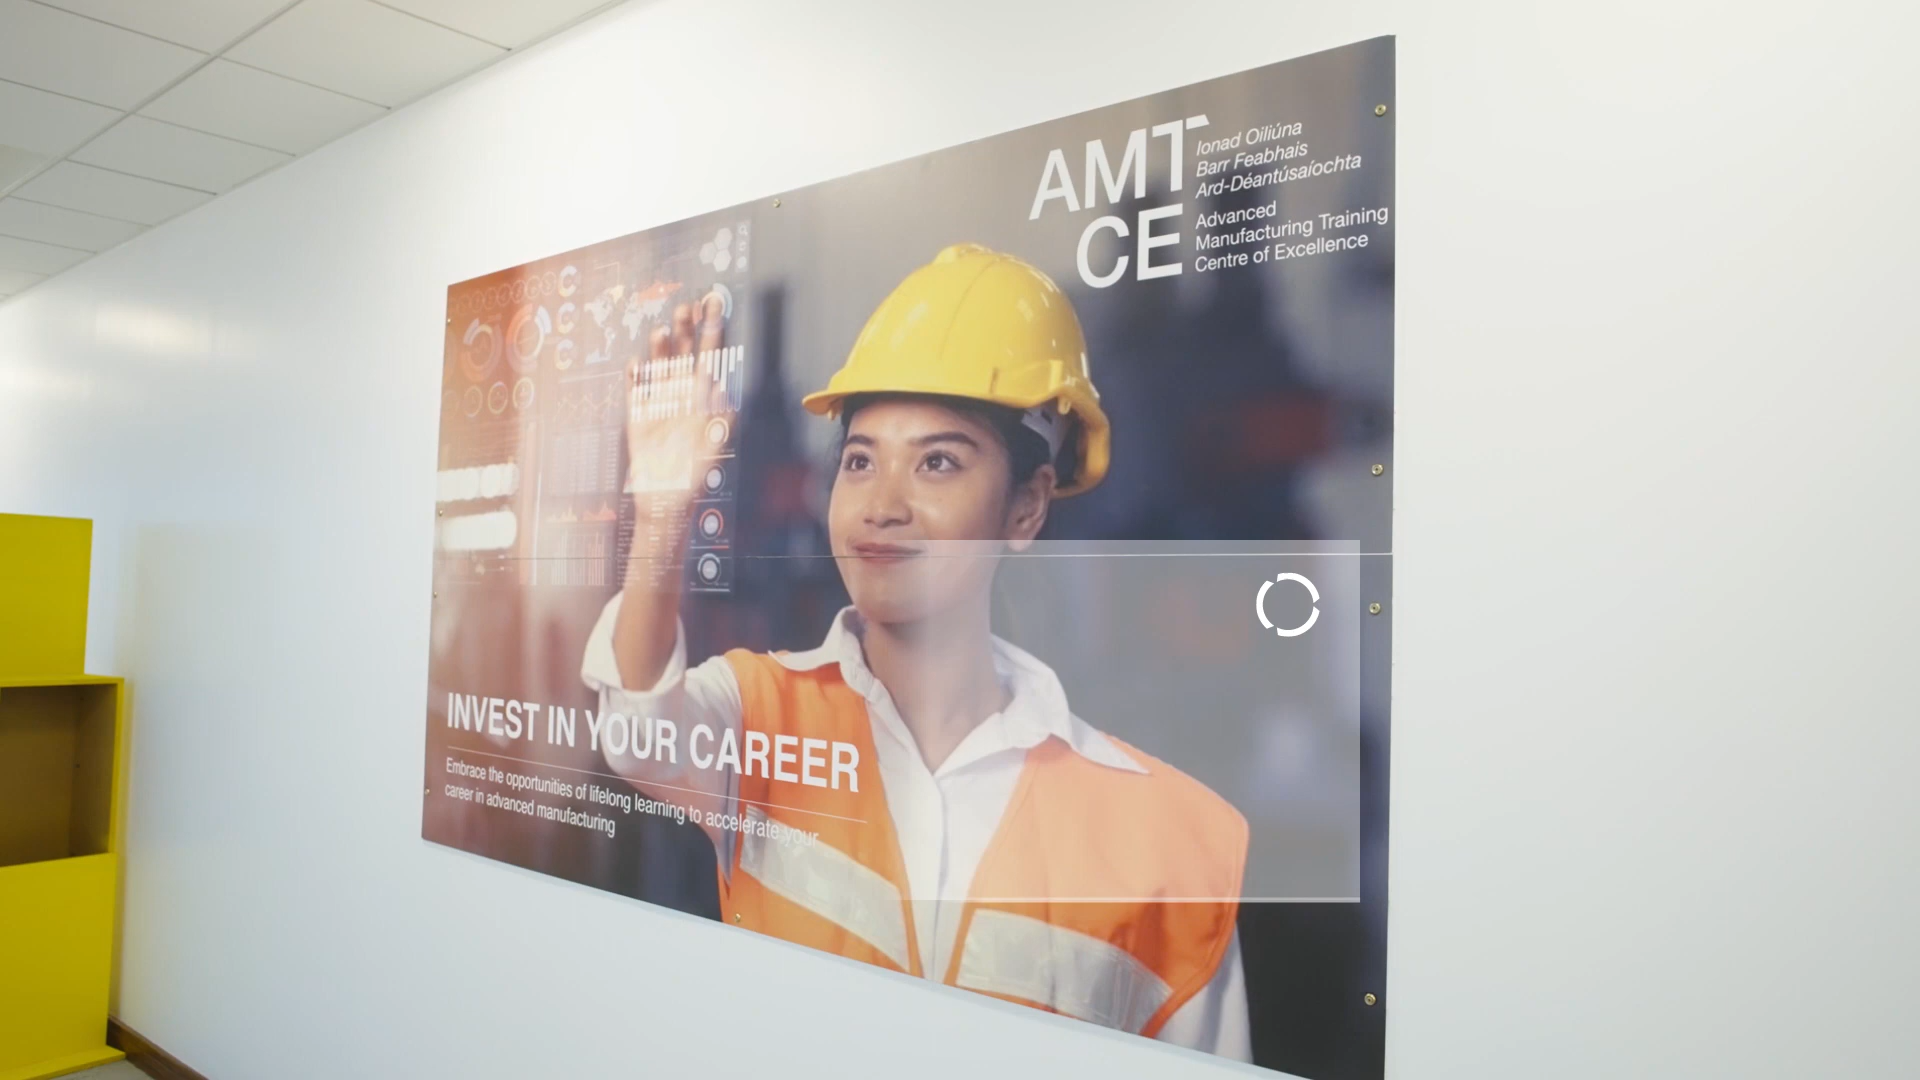 AMT
CE
Ionad Oiliúna
Barr Feabhais
Ard-Déantúsaíochta
Advanced
Manufacturing Training
Centre of Excellence
INVEST IN YOUR CAREER
Embrace the opportunities of lifelong learning to accelerate your
career in advanced manufacturing